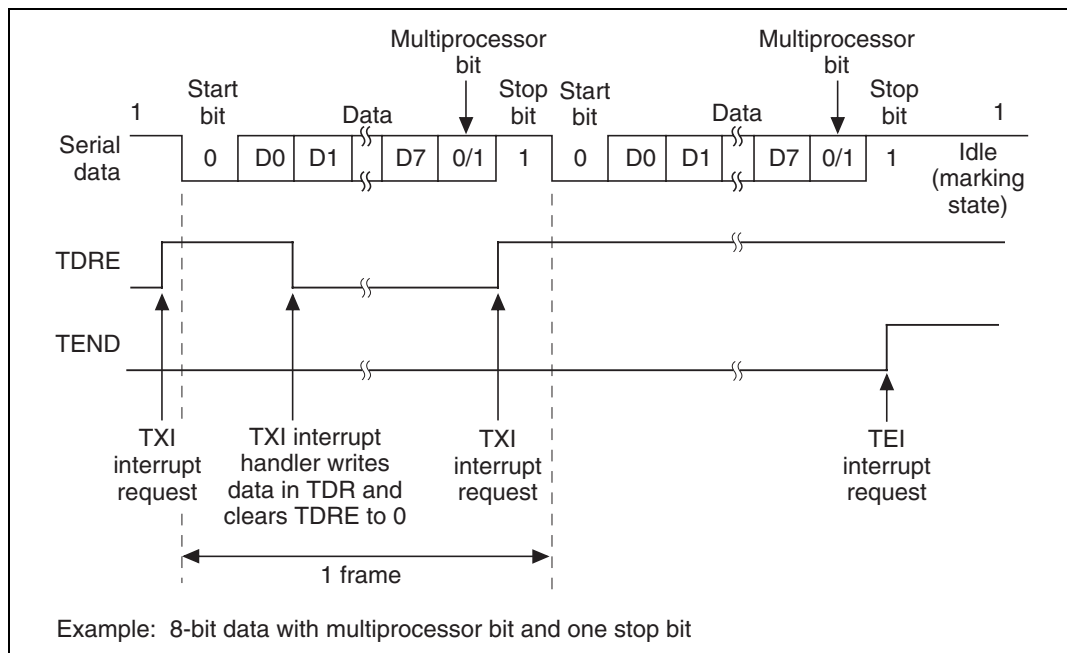 Multiprocessor bit
Multiprocessor bit
1
Start bit
Data
Stop bit
Start bit
Data
Stop bit
1
Serial data
0
D0
D1
D7
0/1
1
0
D0
D1
D7
0/1
1
Idle (marking state)
TDRE
TEND
TXI interrupt request
TXI interrupt handler writes data in TDR and clears TDRE to 0
TXI interrupt request
TEI interrupt request
1 frame
Example: 8-bit data with multiprocessor bit and one stop bit